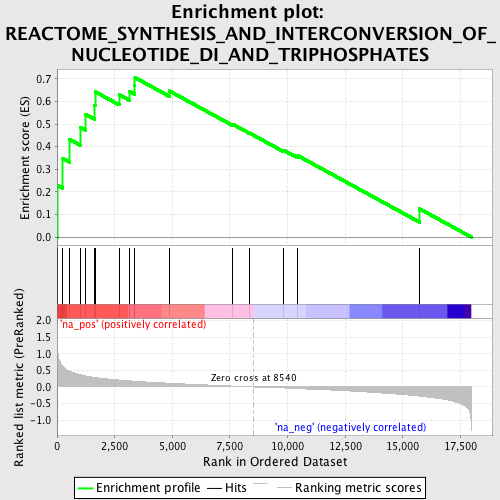 Enrichment plot:
REACTOME_SYNTHESIS_AND_INTERCONVERSION_OF_
NUCLEOTIDE_DI_AND_TRIPHOSPHATES
Enrichment score (ES)
0.7
0.6
0.5
0.4
0.3
0.2
0.1
0.0
'na_pos' (positively correlated)
Ranked list metric (PreRanked)
2.0
1.5
1.0
0.5
0.0
-0.5
-1.0
Zero cross at 8540
'na_neg' (negatively correlated)
0 2,500 5,000 7,500 10,000 12,500 15,000 17,500
Rank in Ordered Dataset
Enrichment profile Hits Ranking metric scores